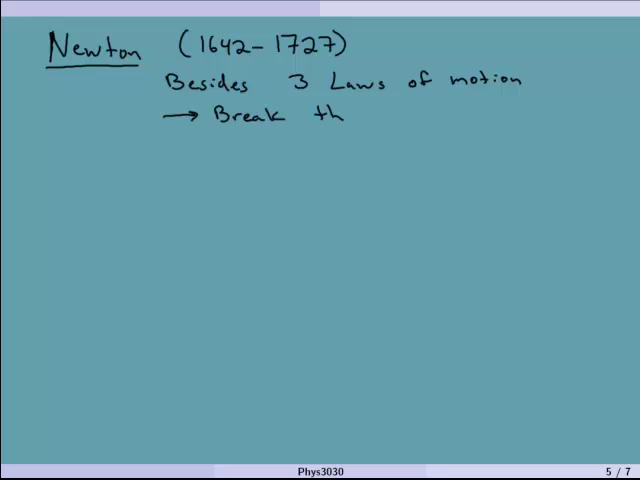 Newton (1642-1727)
Besides 3 Laws of motion
→ Break th
Phys3030
5 / 7